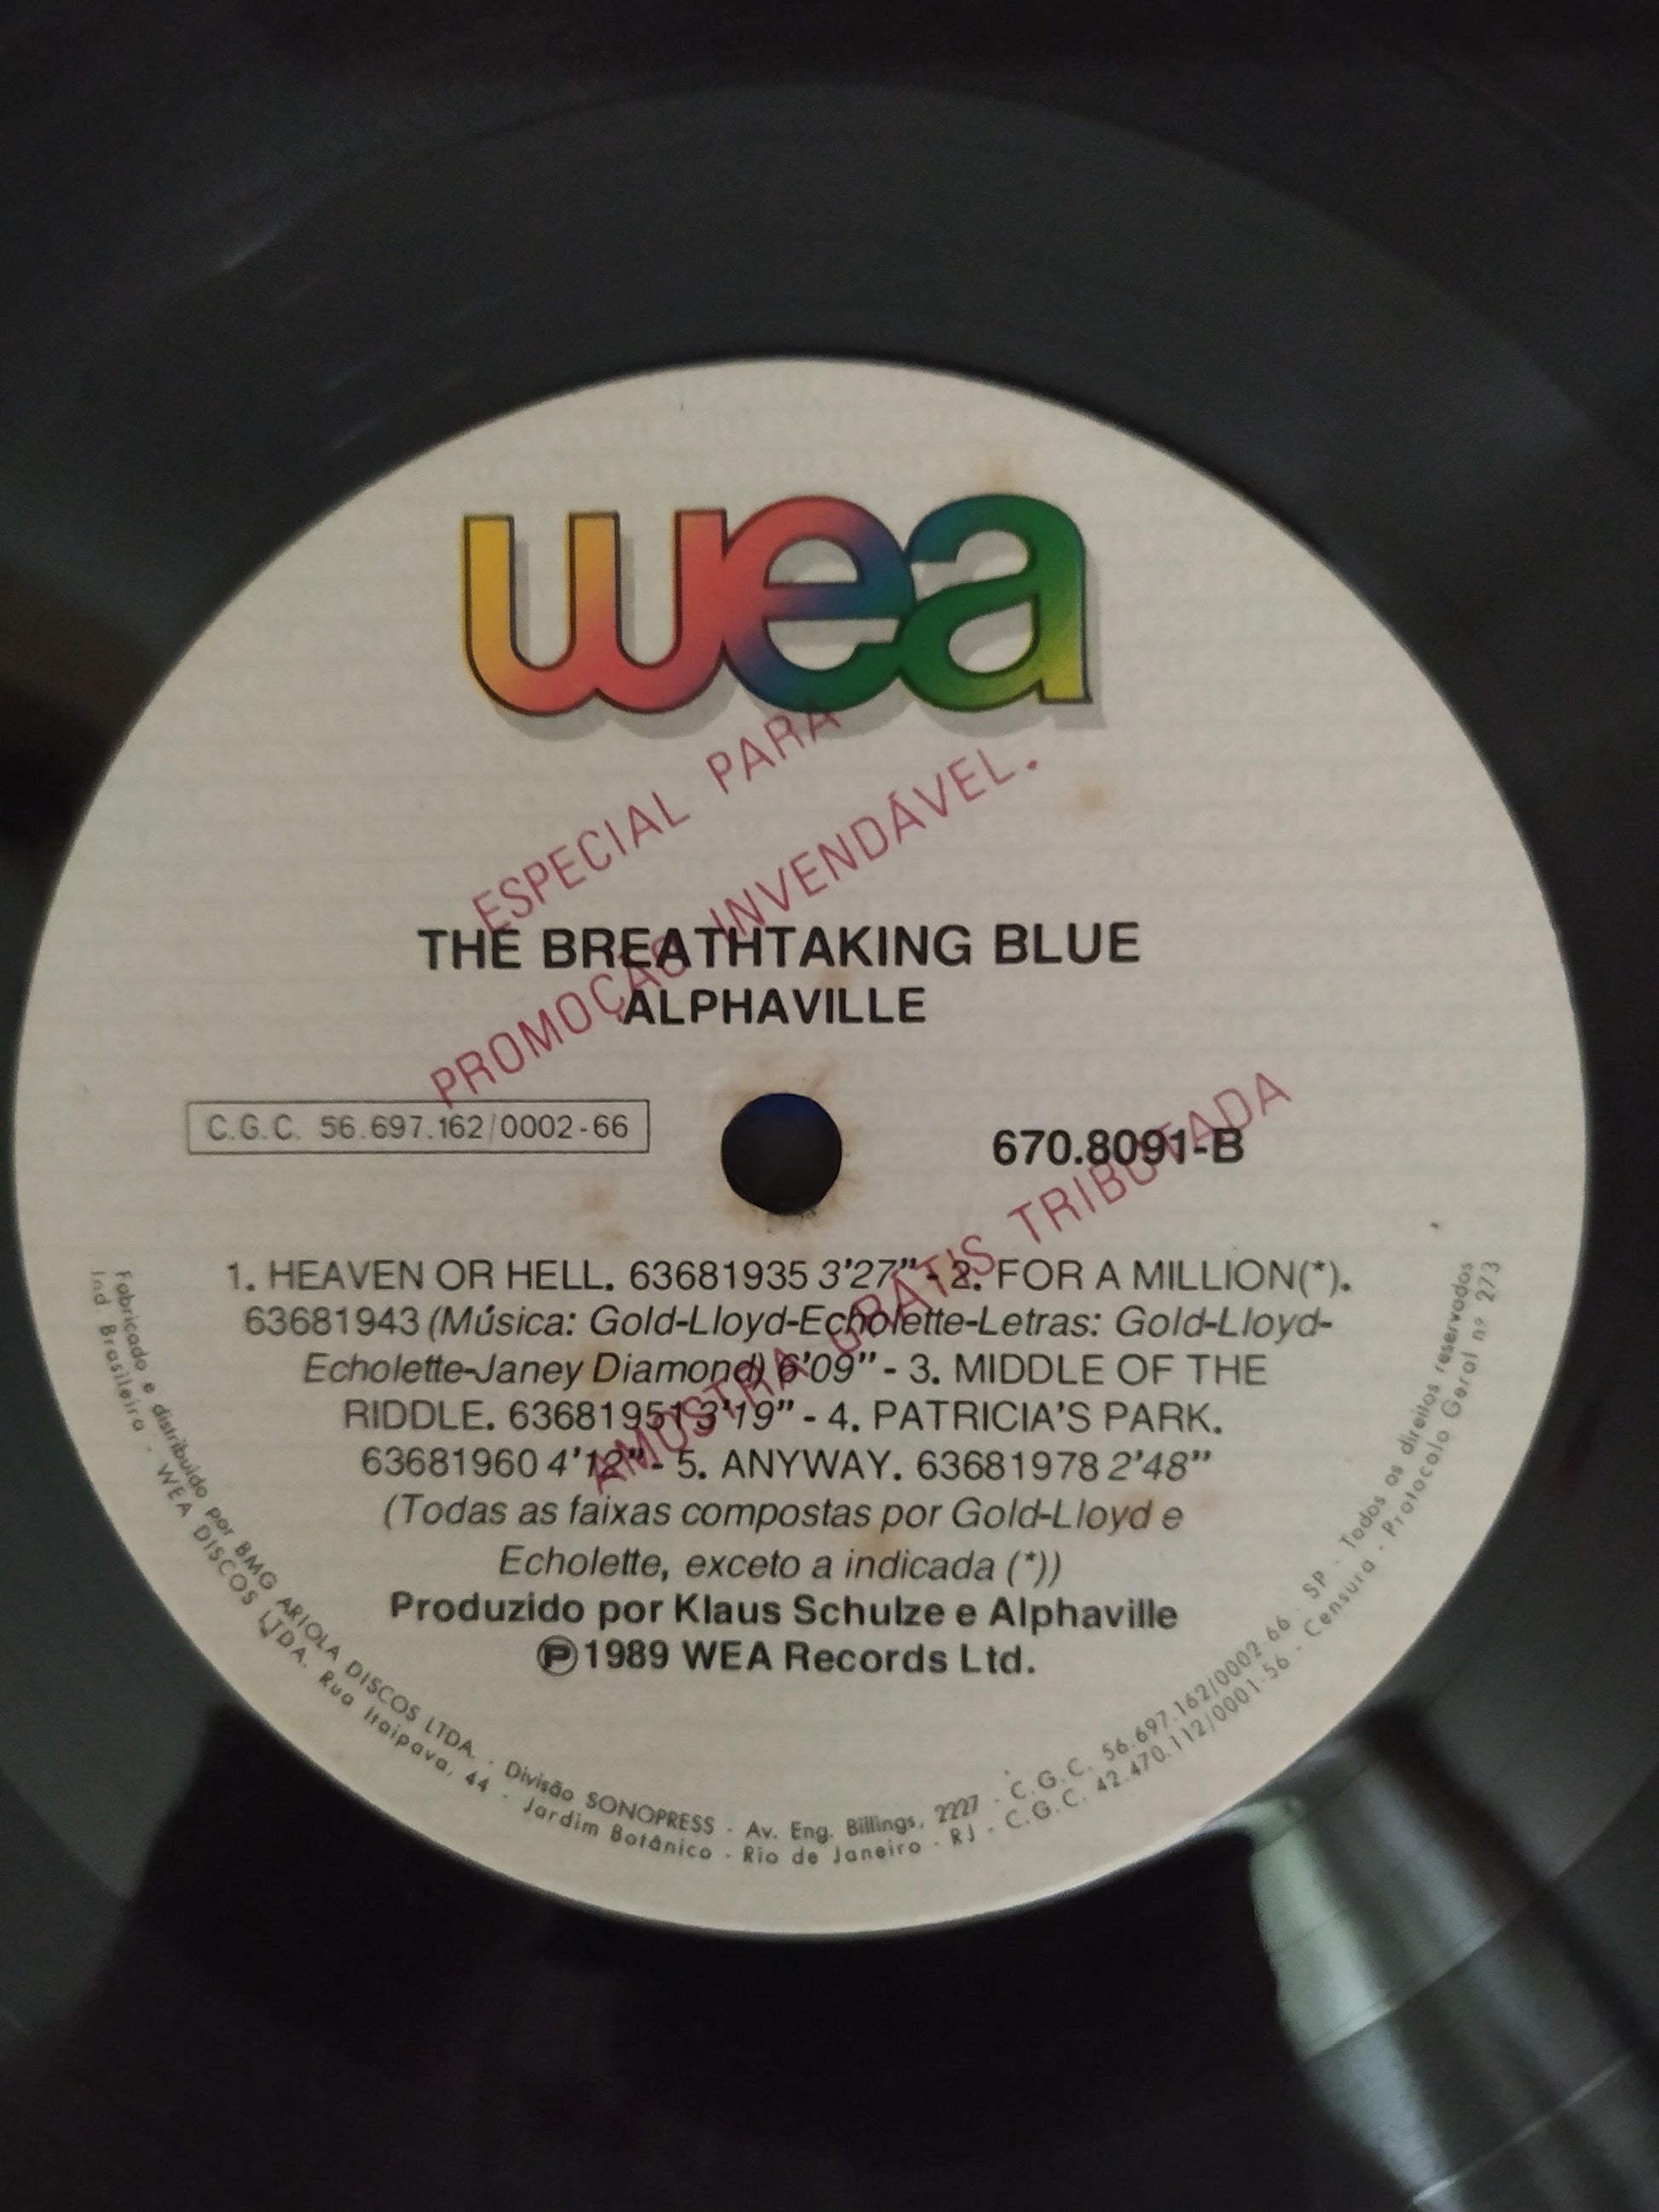 wea
ESPECIAL PARA
PROMOÇÃO INVENDÁVEL.
THE BREATHTAKING BLUE
ALPHAVILLE
C.G.C. 56.697.162/0002-66
670.8091-B
AMOSTRA GRÁTIS TRIBUTADA
1. HEAVEN OR HELL. 63681935 3'27" - 2. FOR A MILLION(*).
63681943 (Música: Gold-Lloyd-Echolette-Letras: Gold-Lloyd-
Echolette-Janey Diamond) 6'09" - 3. MIDDLE OF THE
RIDDLE. 63681951 3'19" - 4. PATRICIA'S PARK.
63681960 4'12" - 5. ANYWAY. 63681978 2'48"
(Todas as faixas compostas por Gold-Lloyd e
Echolette, exceto a indicada (*))
Produzido por Klaus Schulze e Alphaville
Ⓟ1989 WEA Records Ltd.
Fabricado e distribuído por BMG ARIOLA DISCOS LTDA. - Divisão SONOPRESS - Av. Eng. Billings, 2227 - C.G.C. 56.697.162/0002-66 - SP - Todos os direitos reservados
Ind Brasileira - WEA DISCOS LTDA. Rua Itaipava, 44 - Jardim Botânico - Rio de Janeiro - RJ - C.G.C. 42.470.112/0001-56 - Censura - Protocolo Geral nº 273